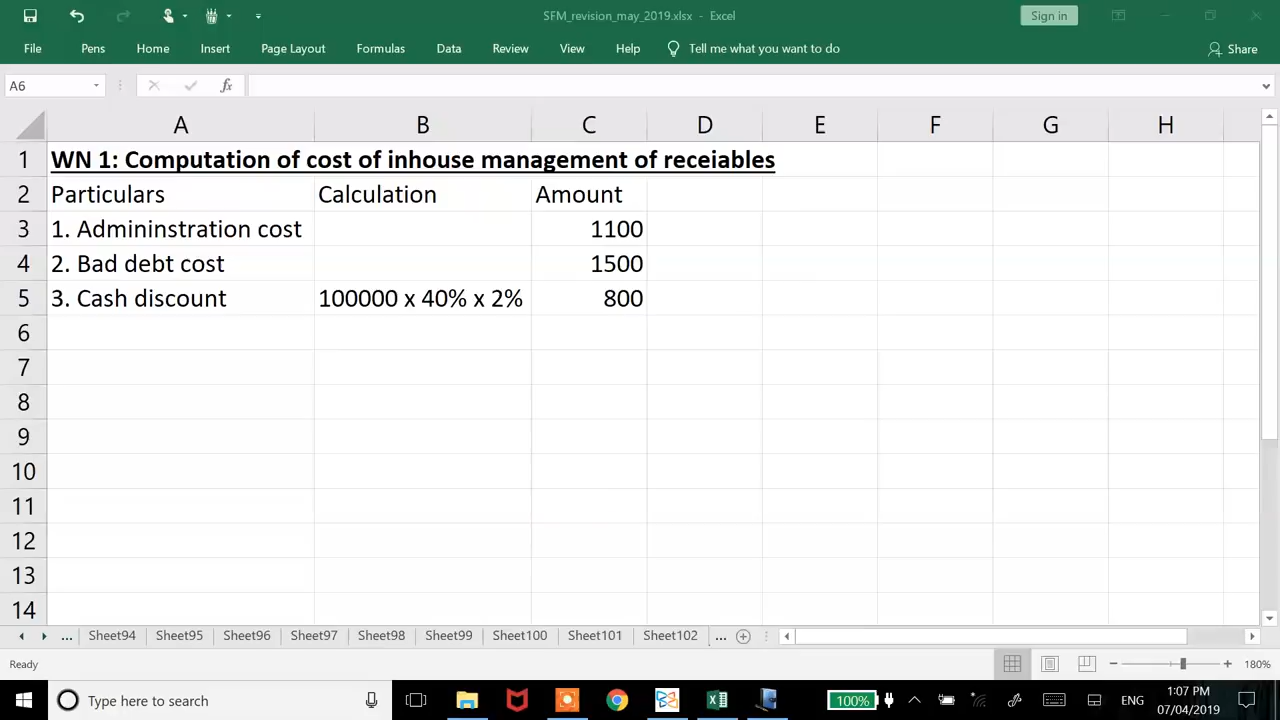 SFM_revision_may_2019.xlsx - Excel
Sign in
File Pens Home Insert Page Layout Formulas Data Review View Help Tell me what you want to do Share
A6 fx
A B C D E F G H
1 WN 1: Computation of cost of inhouse management of receiables
2 Particulars Calculation Amount
3 1. Admininstration cost 1100
4 2. Bad debt cost 1500
5 3. Cash discount 100000 x 40% x 2% 800
6
7
8
9
10
11
12
13
14
... Sheet94 Sheet95 Sheet96 Sheet97 Sheet98 Sheet99 Sheet100 Sheet101 Sheet102 ...
Ready 180%
Type here to search 100% ENG 1:07 PM
07/04/2019